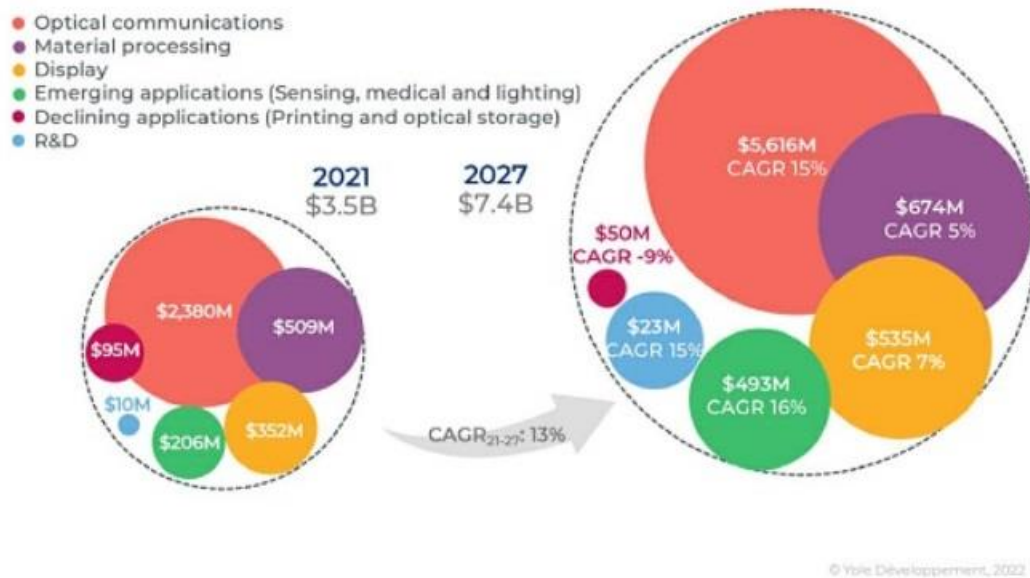 Optical communications
Material processing
Display
Emerging applications (Sensing, medical and lighting)
Declining applications (Printing and optical storage)
R&D
2021
$3.5B
2027
$7.4B
$2,380M
$509M
$95M
$10M
$206M
$352M
CAGR21-27: 13%
$5,616M
CAGR 15%
$674M
CAGR 5%
$50M
CAGR -9%
$23M
CAGR 15%
$535M
CAGR 7%
$493M
CAGR 16%
© Yole Développement, 2022